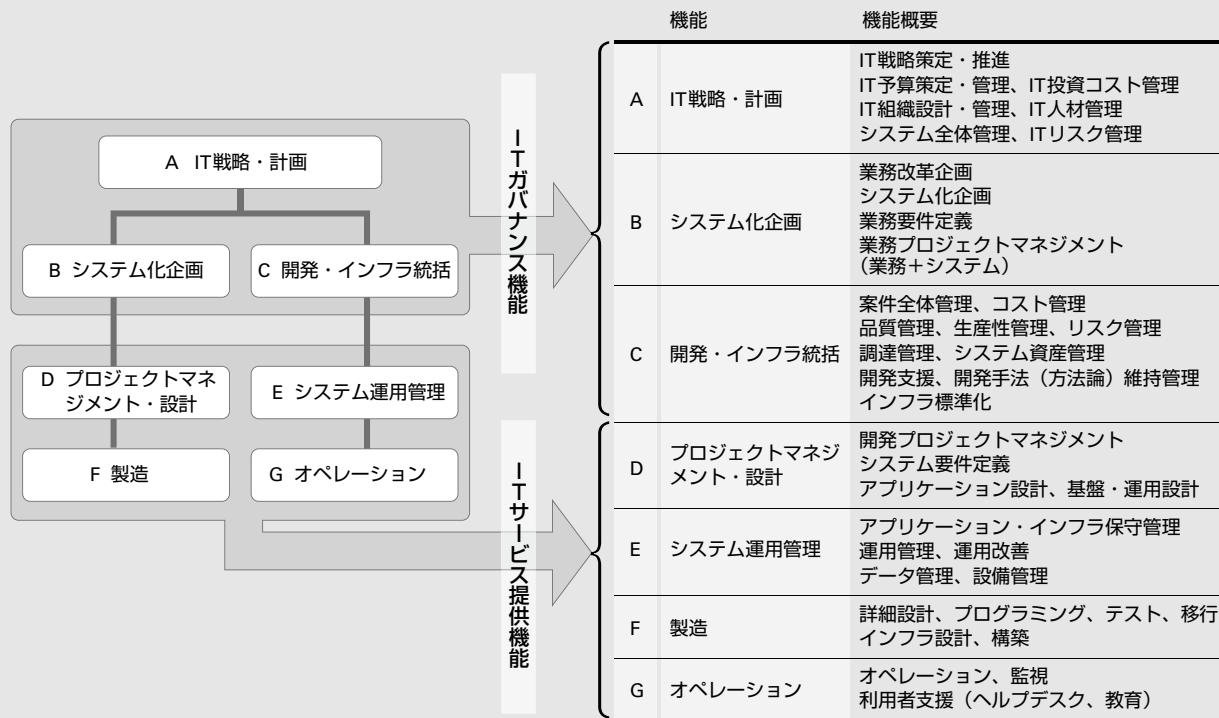 A IT戦略・計画
B システム化企画
C 開発・インフラ統括
D プロジェクトマネ
ジメント・設計
E システム運用管理
F 製造
G オペレーション
ITガバナンス機能
ITサービス提供機能
機能 機能概要
A IT戦略・計画
IT戦略策定・推進
IT予算策定・管理、IT投資コスト管理
IT組織設計・管理、IT人材管理
システム全体管理、ITリスク管理
B システム化企画
業務改革企画
システム化企画
業務要件定義
業務プロジェクトマネジメント
（業務＋システム）
C 開発・インフラ統括
案件全体管理、コスト管理
品質管理、生産性管理、リスク管理
調達管理、システム資産管理
開発支援、開発手法（方法論）維持管理
インフラ標準化
D プロジェクトマネジ
メント・設計
開発プロジェクトマネジメント
システム要件定義
アプリケーション設計、基盤・運用設計
E システム運用管理
アプリケーション・インフラ保守管理
運用管理、運用改善
データ管理、設備管理
F 製造
詳細設計、プログラミング、テスト、移行
インフラ設計、構築
G オペレーション
オペレーション、監視
利用者支援（ヘルプデスク、教育）